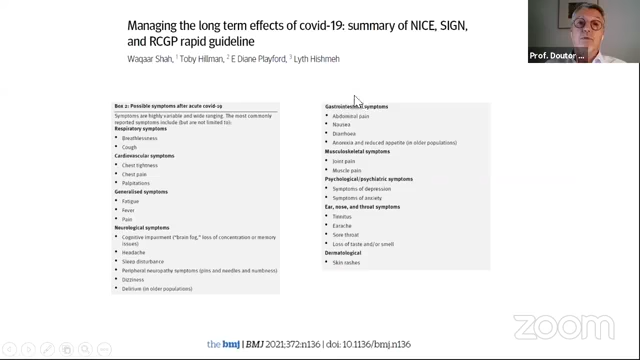 Managing the long term effects of covid-19: summary of NICE, SIGN,
and RCGP rapid guideline
Waqaar Shah, 1 Toby Hillman, 2 E Diane Playford, 3 Lyth Hishmeh
Prof. Doutor ...
Box 2: Possible symptoms after acute covid-19
Symptoms are highly variable and wide ranging. The most commonly
reported symptoms include (but are not limited to):
Respiratory symptoms
• Breathlessness
• Cough
Cardiovascular symptoms
• Chest tightness
• Chest pain
• Palpitations
Generalised symptoms
• Fatigue
• Fever
• Pain
Neurological symptoms
• Cognitive impairment ("brain fog," loss of concentration or memory
issues)
• Headache
• Sleep disturbance
• Peripheral neuropathy symptoms (pins and needles and numbness)
• Dizziness
• Delirium (in older populations)
Gastrointestinal symptoms
• Abdominal pain
• Nausea
• Diarrhoea
• Anorexia and reduced appetite (in older populations)
Musculoskeletal symptoms
• Joint pain
• Muscle pain
Psychological/psychiatric symptoms
• Symptoms of depression
• Symptoms of anxiety
Ear, nose, and throat symptoms
• Tinnitus
• Earache
• Sore throat
• Loss of taste and/or smell
Dermatological
• Skin rashes
the bmj | BMJ 2021;372:n136 | doi: 10.1136/bmj.n136
zoom